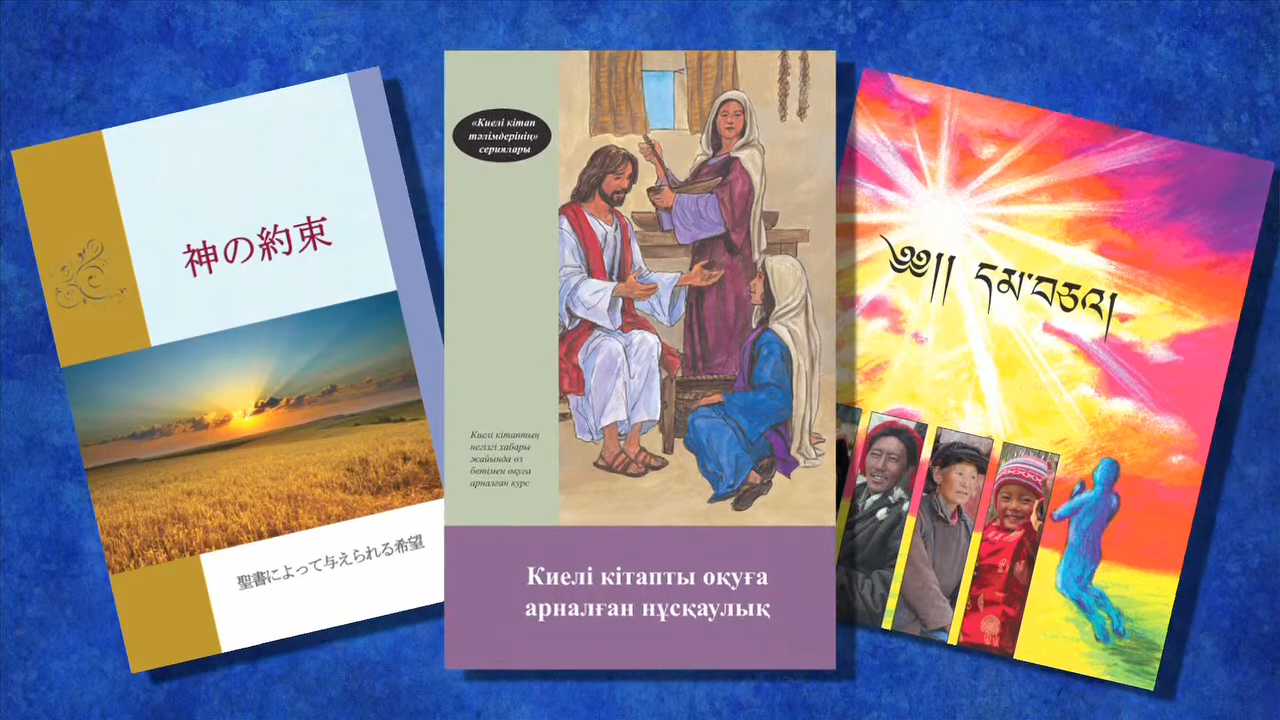 神の約束
聖書によって与えられる希望
«Киелі кітап
тәлімдерінің»
сериялары
Киелі кітаптың
негізгі хабары
жайында өз
бетімен оқуға
арналған курс
Киелі кітапты оқуға
арналған нұсқаулық
༄༅།། དམ་བཅའ།